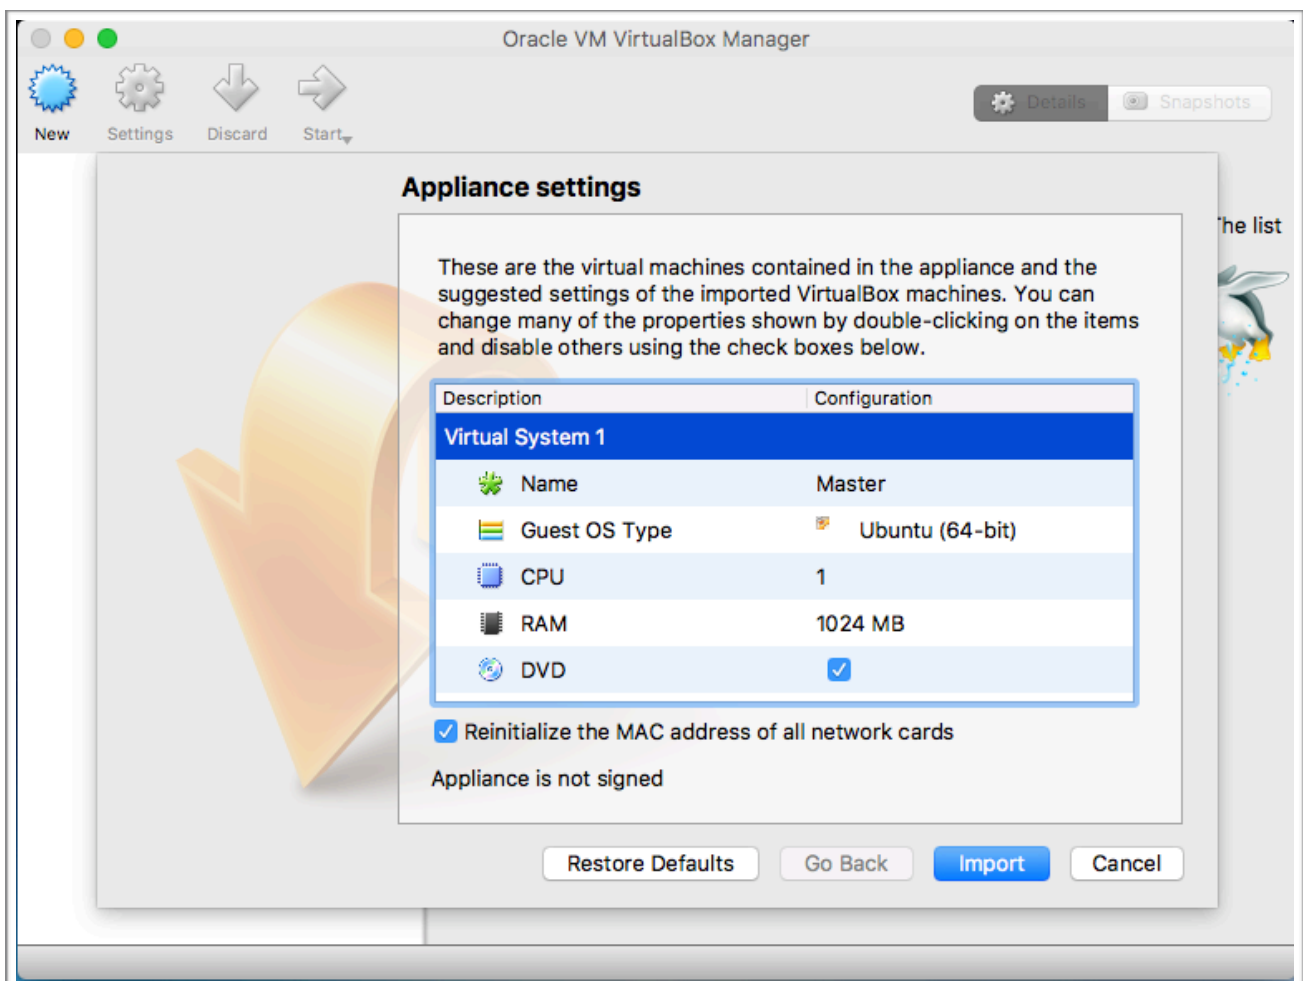 Oracle VM VirtualBox Manager
New
Settings
Discard
Start
Details
Snapshots
Appliance settings
he list
These are the virtual machines contained in the appliance and the
suggested settings of the imported VirtualBox machines. You can
change many of the properties shown by double-clicking on the items
and disable others using the check boxes below.
Description Configuration
Virtual System 1
Name Master
Guest OS Type Ubuntu (64-bit)
CPU 1
RAM 1024 MB
DVD
Reinitialize the MAC address of all network cards
Appliance is not signed
Restore Defaults
Go Back
Import
Cancel